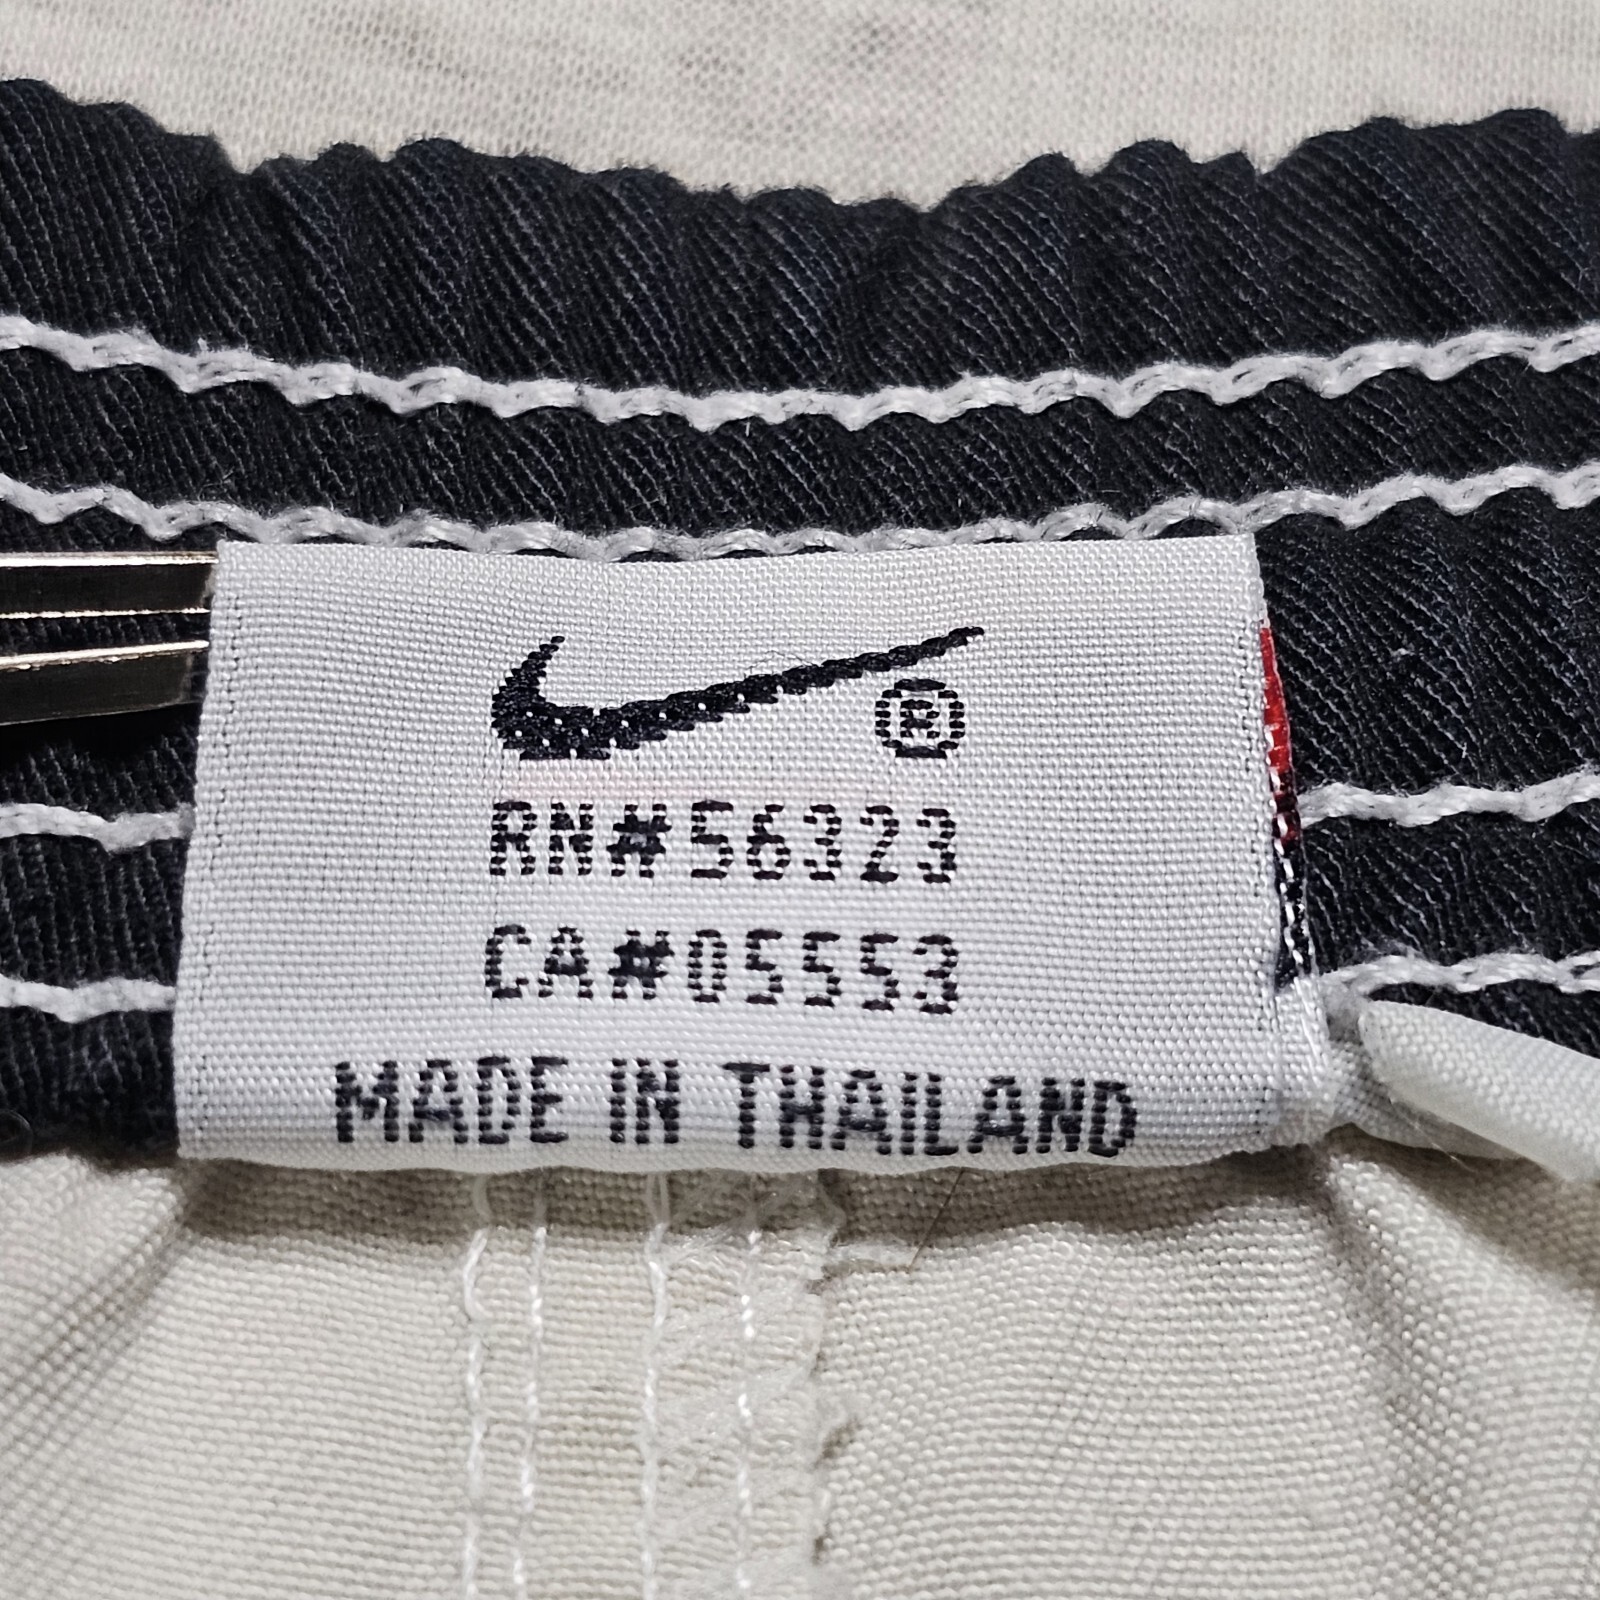 ®
RN#56323
CA#05553
MADE IN THAILAND